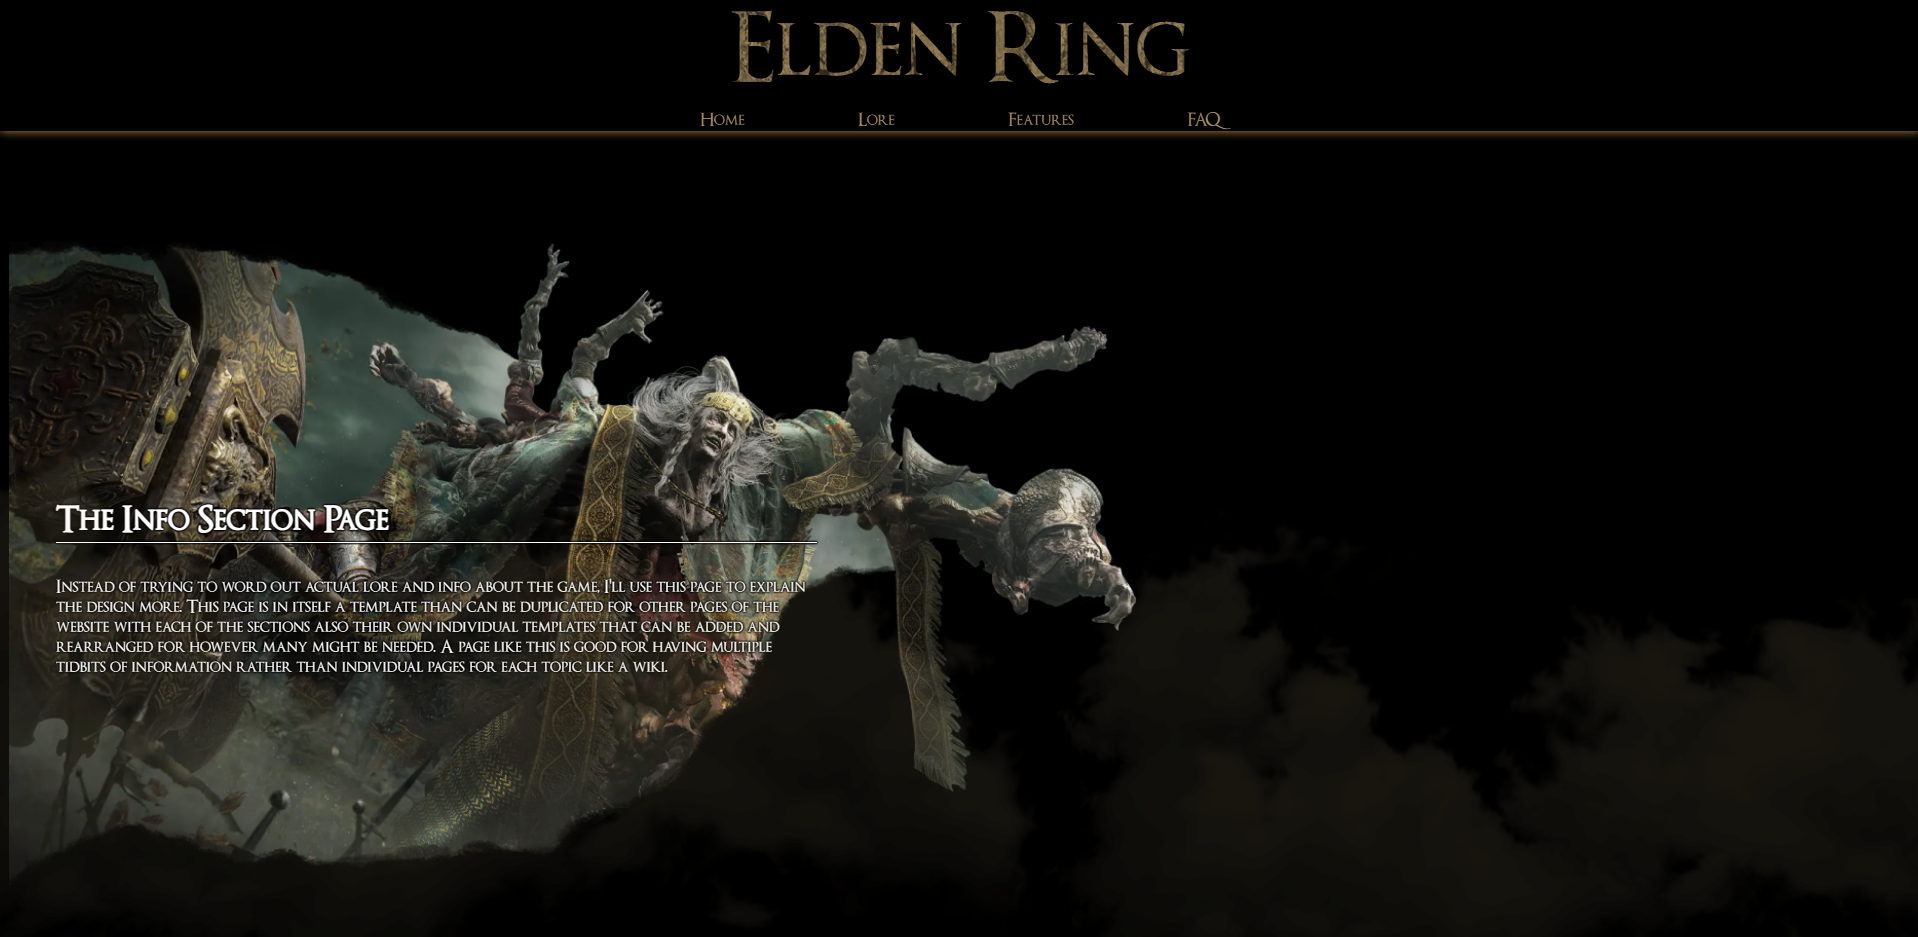 Elden Ring
Home Lore Features FAQ
The Info Section Page
Instead of trying to word out actual lore and info about the game, I'll use this page to explain
the design more. This page is in itself a template than can be duplicated for other pages of the
website with each of the sections also their own individual templates that can be added and
rearranged for however many might be needed. A page like this is good for having multiple
tidbits of information rather than individual pages for each topic like a wiki.